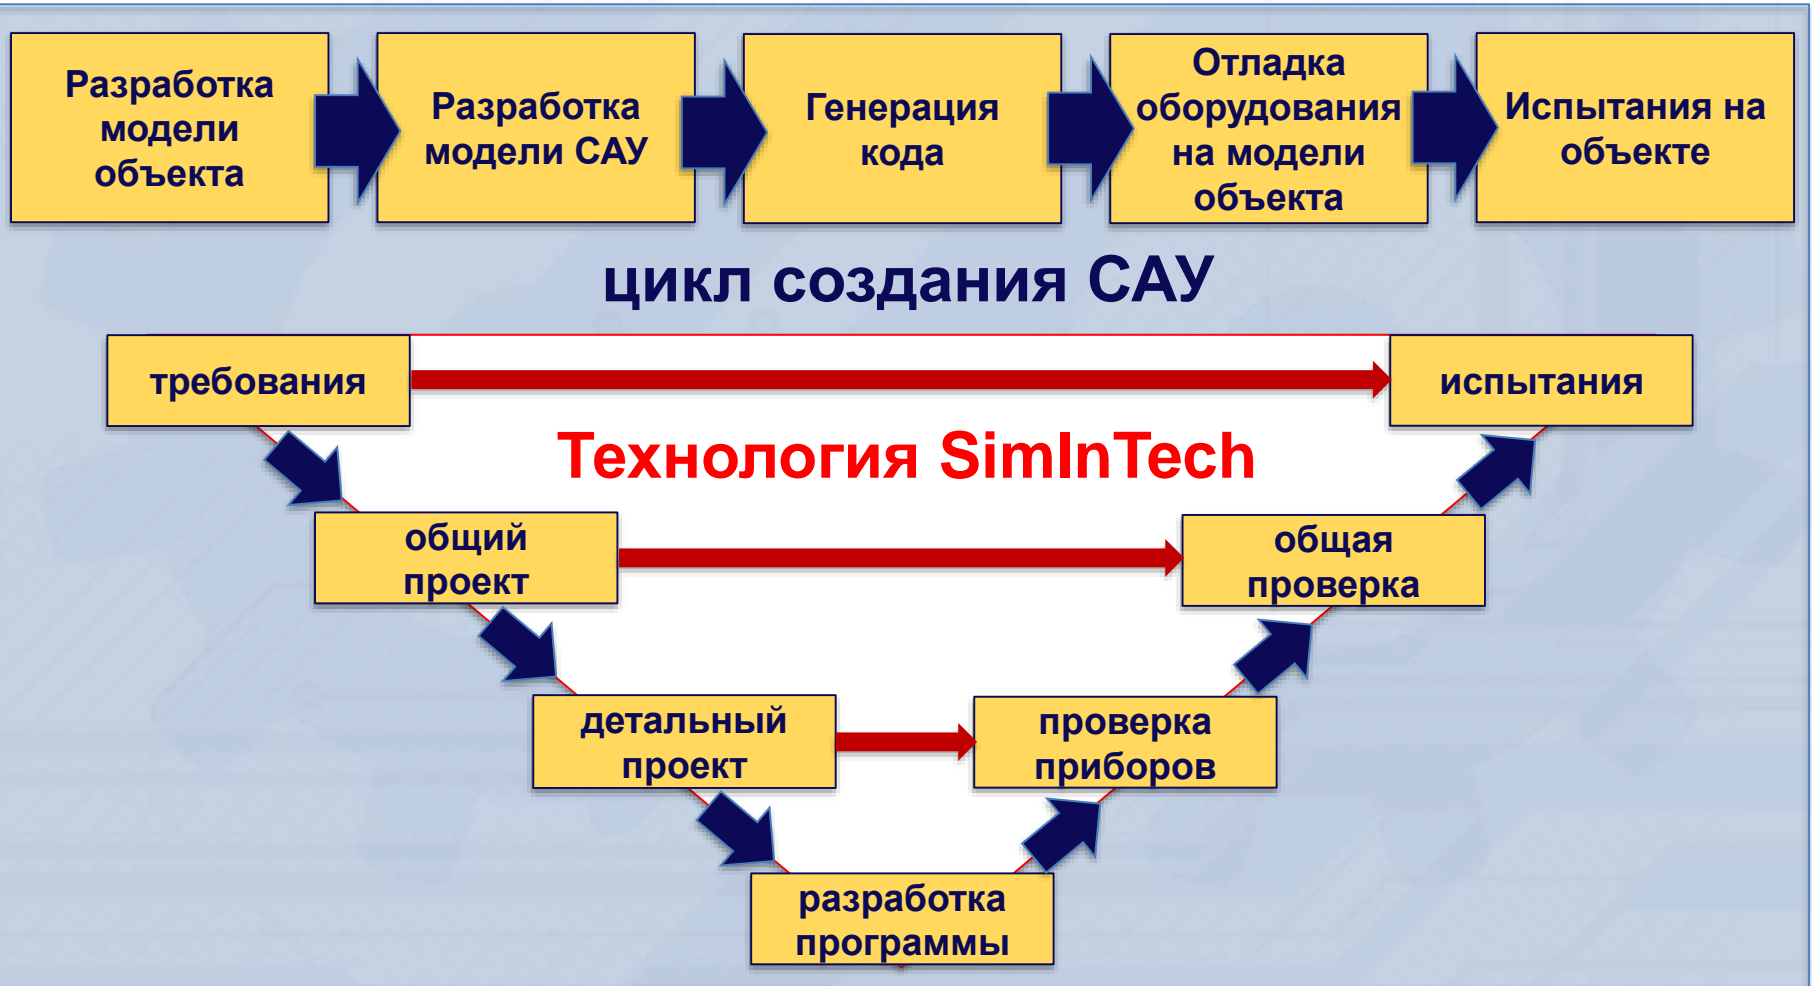 Разработка
модели
объекта
Разработка
модели САУ
Генерация
кода
Отладка
оборудования
на модели
объекта
Испытания на
объекте
цикл создания САУ
требования
испытания
Технология SimInTech
общий
проект
общая
проверка
детальный
проект
проверка
приборов
разработка
программы